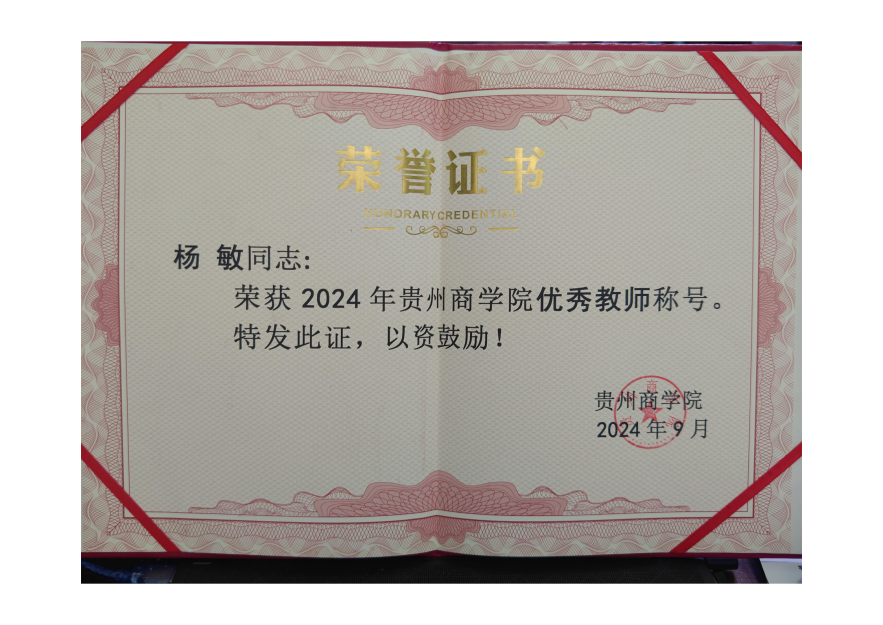 荣誉证书
HONORARY CREDENTIAL
杨 敏同志:
荣获 2024 年贵州商学院优秀教师称号。
特发此证，以资鼓励！
贵州商学院
2024 年 9 月